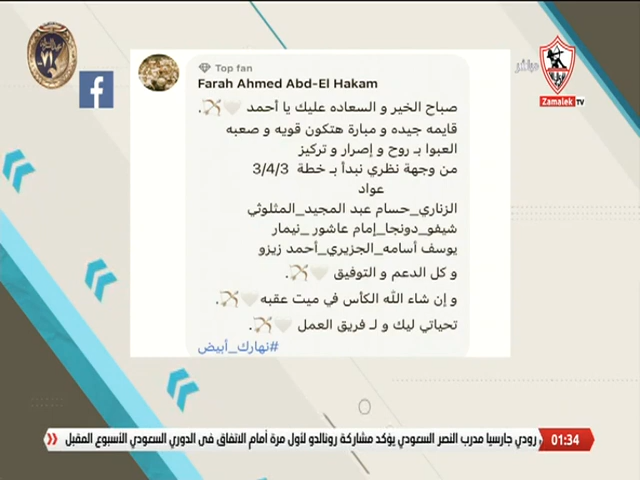 Top fan
Farah Ahmed Abd-El Hakam
صباح الخير و السعاده عليك يا أحمد 🤍🏹.
قايمه جيده و مبارة هتكون قويه و صعبه
العبوا بـ روح و إصرار و تركيز
من وجهة نظري نبدأ بـ خطة 3/4/3
عواد
الزناري_حسام عبد المجيد_المثلوثي
شيفو_دونجا_إمام عاشور _نيمار
يوسف أسامه_الجزيري_أحمد زيزو
و كل الدعم و التوفيق 🤍🏹.
و إن شاء الله الكأس في ميت عقبه🤍🏹.
تحياتي ليك و لـ فريق العمل 🤍🏹.
#نهارك_أبيض
مباشر
Zamalek TV
رودي جارسيا مدرب النصر السعودي يؤكد مشاركة رونالدو لأول مرة أمام الاتفاق فى الدوري السعودي الأسبوع المقبل
01:34